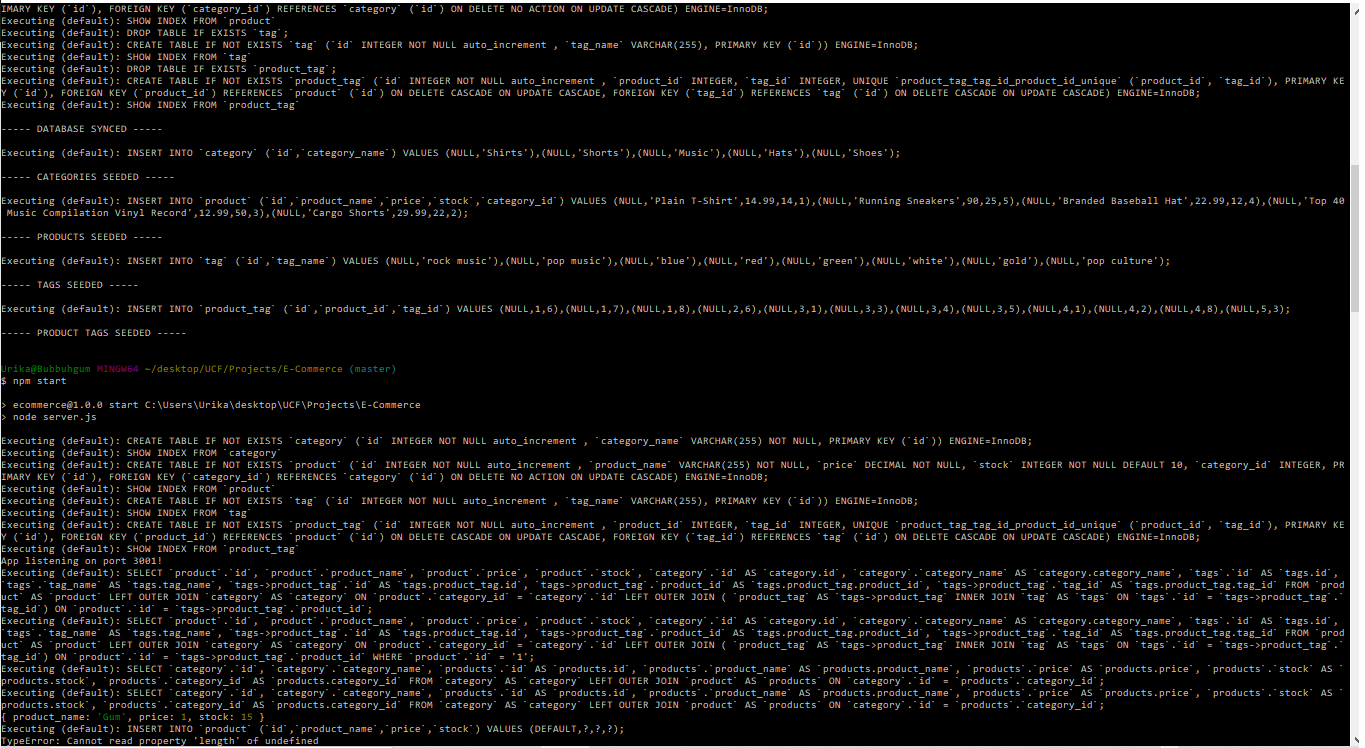 IMARY KEY (`id`), FOREIGN KEY (`category_id`) REFERENCES `category` (`id`) ON DELETE NO ACTION ON UPDATE CASCADE) ENGINE=InnoDB;
Executing (default): SHOW INDEX FROM `product`
Executing (default): DROP TABLE IF EXISTS `tag`;
Executing (default): CREATE TABLE IF NOT EXISTS `tag` (`id` INTEGER NOT NULL auto_increment , `tag_name` VARCHAR(255), PRIMARY KEY (`id`)) ENGINE=InnoDB;
Executing (default): SHOW INDEX FROM `tag`
Executing (default): DROP TABLE IF EXISTS `product_tag`;
Executing (default): CREATE TABLE IF NOT EXISTS `product_tag` (`id` INTEGER NOT NULL auto_increment , `product_id` INTEGER, `tag_id` INTEGER, UNIQUE `product_tag_tag_id_product_id_unique` (`product_id`, `tag_id`), PRIMARY KE
Y (`id`), FOREIGN KEY (`product_id`) REFERENCES `product` (`id`) ON DELETE CASCADE ON UPDATE CASCADE, FOREIGN KEY (`tag_id`) REFERENCES `tag` (`id`) ON DELETE CASCADE ON UPDATE CASCADE) ENGINE=InnoDB;
Executing (default): SHOW INDEX FROM `product_tag`
----- DATABASE SYNCED -----
Executing (default): INSERT INTO `category` (`id`,`category_name`) VALUES (NULL,'Shirts'),(NULL,'Shorts'),(NULL,'Music'),(NULL,'Hats'),(NULL,'Shoes');
----- CATEGORIES SEEDED -----
Executing (default): INSERT INTO `product` (`id`,`product_name`,`price`,`stock`,`category_id`) VALUES (NULL,'Plain T-Shirt',14.99,14,1),(NULL,'Running Sneakers',90,25,5),(NULL,'Branded Baseball Hat',22.99,12,4),(NULL,'Top 40
 Music Compilation Vinyl Record',12.99,50,3),(NULL,'Cargo Shorts',29.99,22,2);
----- PRODUCTS SEEDED -----
Executing (default): INSERT INTO `tag` (`id`,`tag_name`) VALUES (NULL,'rock music'),(NULL,'pop music'),(NULL,'blue'),(NULL,'red'),(NULL,'green'),(NULL,'white'),(NULL,'gold'),(NULL,'pop culture');
----- TAGS SEEDED -----
Executing (default): INSERT INTO `product_tag` (`id`,`product_id`,`tag_id`) VALUES (NULL,1,6),(NULL,1,7),(NULL,1,8),(NULL,2,6),(NULL,3,1),(NULL,3,3),(NULL,3,4),(NULL,3,5),(NULL,4,1),(NULL,4,2),(NULL,4,8),(NULL,5,3);
----- PRODUCT TAGS SEEDED -----
Urika@Bubbuhgum MINGW64 ~/desktop/UCF/Projects/E-Commerce (master)
$ npm start
> ecommerce@1.0.0 start C:\Users\Urika\desktop\UCF\Projects\E-Commerce
> node server.js
Executing (default): CREATE TABLE IF NOT EXISTS `category` (`id` INTEGER NOT NULL auto_increment , `category_name` VARCHAR(255) NOT NULL, PRIMARY KEY (`id`)) ENGINE=InnoDB;
Executing (default): SHOW INDEX FROM `category`
Executing (default): CREATE TABLE IF NOT EXISTS `product` (`id` INTEGER NOT NULL auto_increment , `product_name` VARCHAR(255) NOT NULL, `price` DECIMAL NOT NULL, `stock` INTEGER NOT NULL DEFAULT 10, `category_id` INTEGER, PR
IMARY KEY (`id`), FOREIGN KEY (`category_id`) REFERENCES `category` (`id`) ON DELETE NO ACTION ON UPDATE CASCADE) ENGINE=InnoDB;
Executing (default): SHOW INDEX FROM `product`
Executing (default): CREATE TABLE IF NOT EXISTS `tag` (`id` INTEGER NOT NULL auto_increment , `tag_name` VARCHAR(255), PRIMARY KEY (`id`)) ENGINE=InnoDB;
Executing (default): SHOW INDEX FROM `tag`
Executing (default): CREATE TABLE IF NOT EXISTS `product_tag` (`id` INTEGER NOT NULL auto_increment , `product_id` INTEGER, `tag_id` INTEGER, UNIQUE `product_tag_tag_id_product_id_unique` (`product_id`, `tag_id`), PRIMARY KE
Y (`id`), FOREIGN KEY (`product_id`) REFERENCES `product` (`id`) ON DELETE CASCADE ON UPDATE CASCADE, FOREIGN KEY (`tag_id`) REFERENCES `tag` (`id`) ON DELETE CASCADE ON UPDATE CASCADE) ENGINE=InnoDB;
Executing (default): SHOW INDEX FROM `product_tag`
App listening on port 3001!
Executing (default): SELECT `product`.`id`, `product`.`product_name`, `product`.`price`, `product`.`stock`, `category`.`id` AS `category.id`, `category`.`category_name` AS `category.category_name`, `tags`.`id` AS `tags.id`,
`tags`.`tag_name` AS `tags.tag_name`, `tags->product_tag`.`id` AS `tags.product_tag.id`, `tags->product_tag`.`product_id` AS `tags.product_tag.product_id`, `tags->product_tag`.`tag_id` AS `tags.product_tag.tag_id` FROM `prod
uct` AS `product` LEFT OUTER JOIN `category` AS `category` ON `product`.`category_id` = `category`.`id` LEFT OUTER JOIN ( `product_tag` AS `tags->product_tag` INNER JOIN `tag` AS `tags` ON `tags`.`id` = `tags->product_tag`.`
tag_id`) ON `product`.`id` = `tags->product_tag`.`product_id`;
Executing (default): SELECT `product`.`id`, `product`.`product_name`, `product`.`price`, `product`.`stock`, `category`.`id` AS `category.id`, `category`.`category_name` AS `category.category_name`, `tags`.`id` AS `tags.id`,
`tags`.`tag_name` AS `tags.tag_name`, `tags->product_tag`.`id` AS `tags.product_tag.id`, `tags->product_tag`.`product_id` AS `tags.product_tag.product_id`, `tags->product_tag`.`tag_id` AS `tags.product_tag.tag_id` FROM `prod
uct` AS `product` LEFT OUTER JOIN `category` AS `category` ON `product`.`category_id` = `category`.`id` LEFT OUTER JOIN ( `product_tag` AS `tags->product_tag` INNER JOIN `tag` AS `tags` ON `tags`.`id` = `tags->product_tag`.`
tag_id`) ON `product`.`id` = `tags->product_tag`.`product_id` WHERE `product`.`id` = '1';
Executing (default): SELECT `category`.`id`, `category`.`category_name`, `products`.`id` AS `products.id`, `products`.`product_name` AS `products.product_name`, `products`.`price` AS `products.price`, `products`.`stock` AS `
products.stock`, `products`.`category_id` AS `products.category_id` FROM `category` AS `category` LEFT OUTER JOIN `product` AS `products` ON `category`.`id` = `products`.`category_id`;
Executing (default): SELECT `category`.`id`, `category`.`category_name`, `products`.`id` AS `products.id`, `products`.`product_name` AS `products.product_name`, `products`.`price` AS `products.price`, `products`.`stock` AS `
products.stock`, `products`.`category_id` AS `products.category_id` FROM `category` AS `category` LEFT OUTER JOIN `product` AS `products` ON `category`.`id` = `products`.`category_id`;
{ product_name: 'Gum', price: 1, stock: 15 }
Executing (default): INSERT INTO `product` (`id`,`product_name`,`price`,`stock`) VALUES (DEFAULT,?,?,?);
TypeError: Cannot read property 'length' of undefined